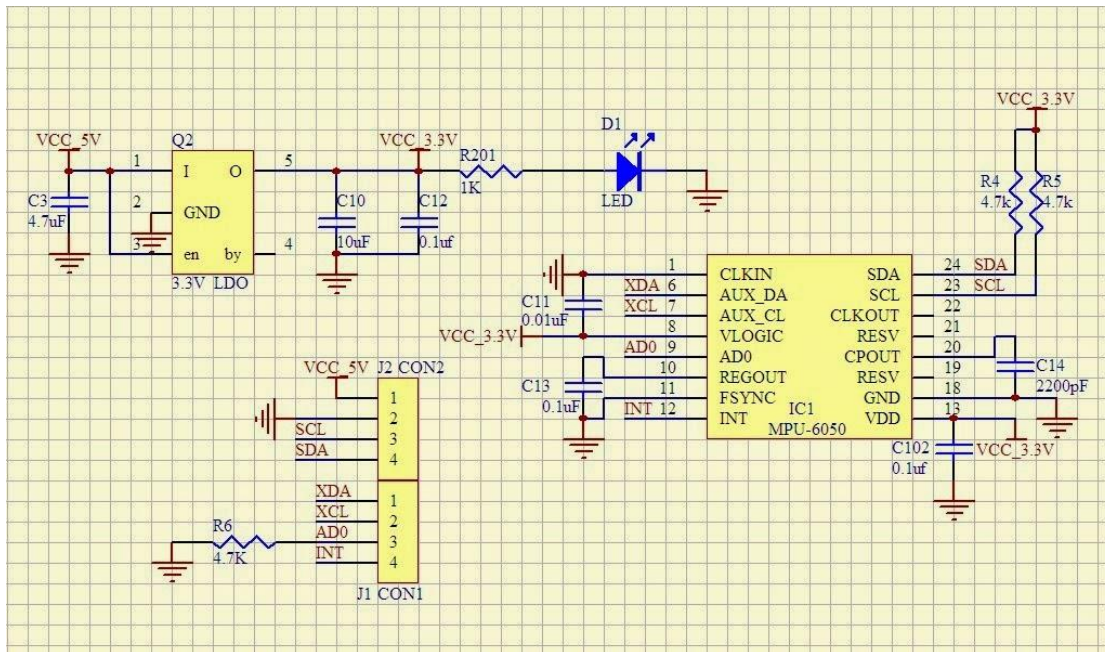 VCC_5V
Q2
1
I
O
5
C3
4.7uF
2
GND
3
en
by
4
3.3V LDO
VCC_3.3V
C10
10uF
C12
0.1uf
R201
1K
D1
LED
VCC_3.3V
R4
4.7k
R5
4.7k
1
CLKIN
SDA
24
SDA
XDA
6
AUX_DA
SCL
23
SCL
XCL
7
AUX_CL
CLKOUT
22
C11
0.01uF
VCC_3.3V
8
VLOGIC
RESV
21
AD0
9
AD0
CPOUT
20
10
REGOUT
RESV
19
C14
2200pF
C13
0.1uF
11
FSYNC
GND
18
INT
12
INT
VDD
13
IC1
MPU-6050
C102
0.1uf
VCC_3.3V
VCC_5V
J2 CON2
1
2
SCL
3
SDA
4
XDA
1
XCL
2
AD0
3
INT
4
R6
4.7K
J1 CON1